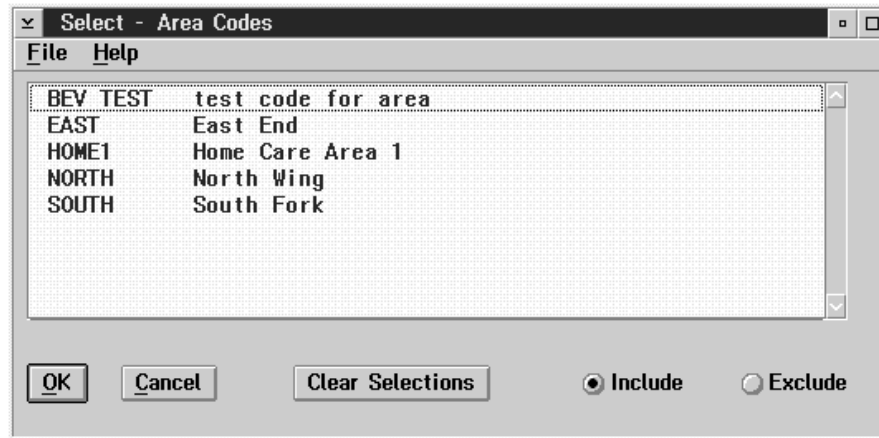 Select - Area Codes
File Help
BEV TEST test code for area
EAST East End
HOME1 Home Care Area 1
NORTH North Wing
SOUTH South Fork
OK Cancel Clear Selections Include Exclude